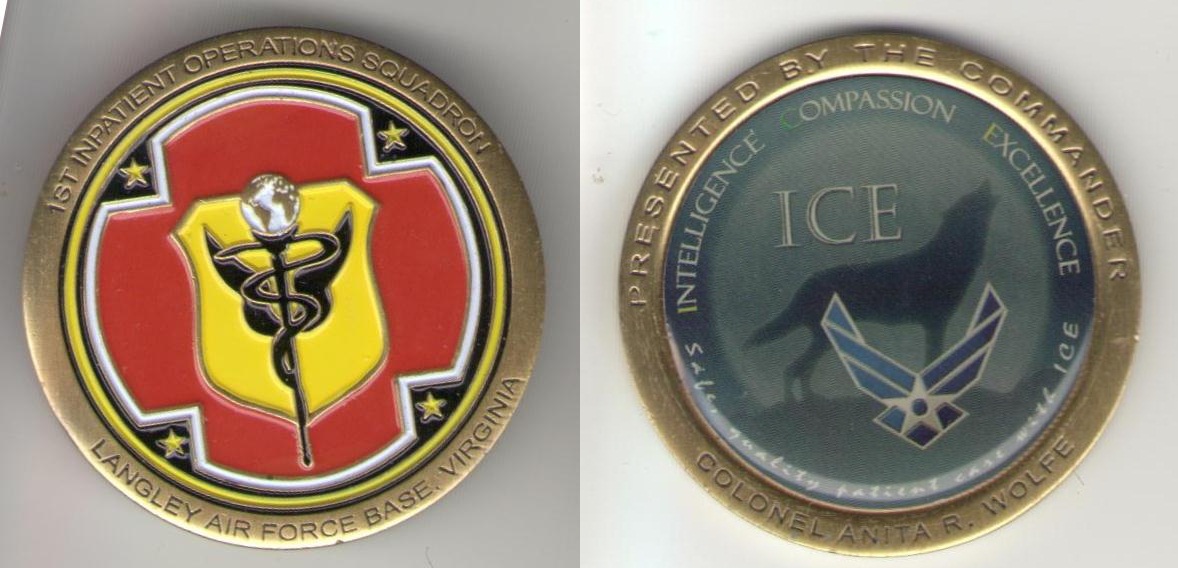 1ST INPATIENT OPERATIONS SQUADRON
LANGLEY AIR FORCE BASE, VIRGINIA
PRESENTED BY THE COMMANDER
INTELLIGENCE COMPASSION EXCELLENCE
ICE
Safe, quality patient care with ICE
COLONEL ANITA R. WOLFE